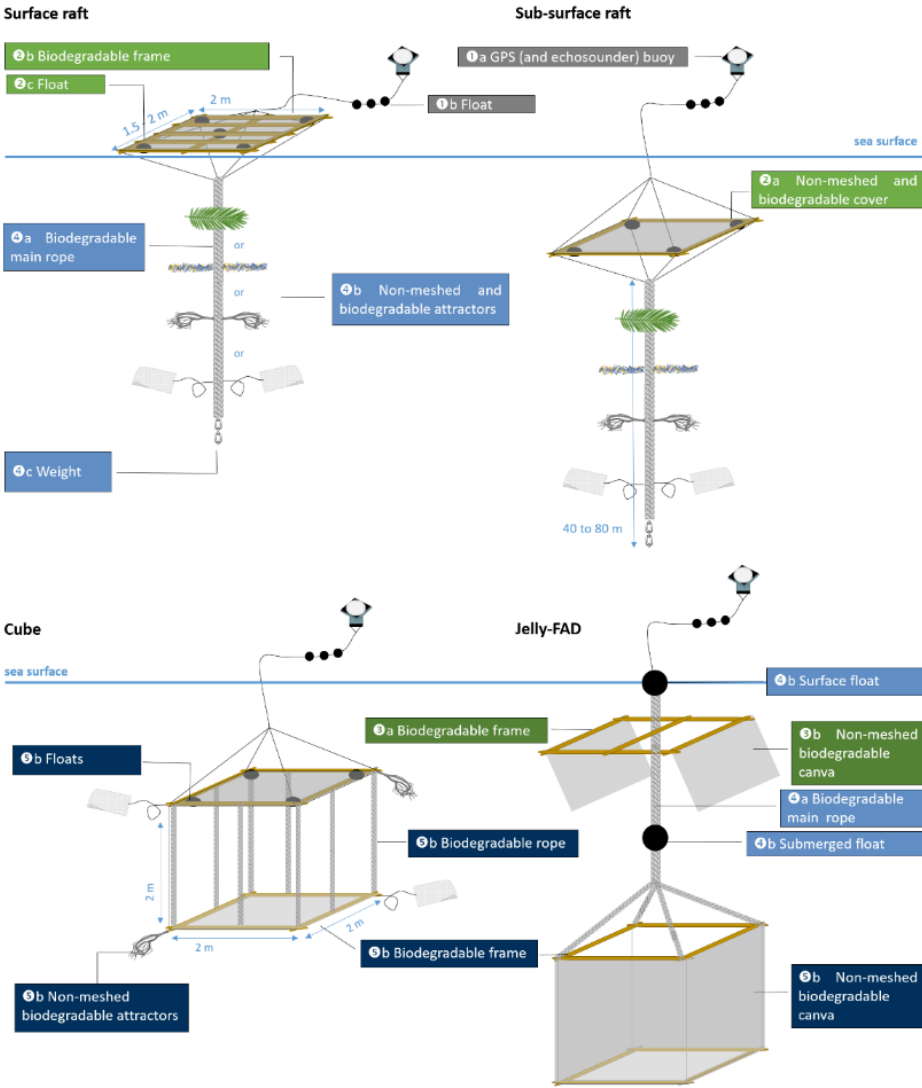 Surface raft
Sub-surface raft
❷b Biodegradable frame
❷c Float
2 m
1.5 - 2 m
❶a GPS (and echosounder) buoy
❶b Float
sea surface
❷a Non-meshed and
biodegradable cover
❹a Biodegradable
main rope
or
or
or
❹b Non-meshed and
biodegradable attractors
❹c Weight
40 to 80 m
Cube
Jelly-FAD
sea surface
❹b Surface float
❸a Biodegradable frame
❸b Non-meshed
biodegradable
canva
❺b Floats
❹a Biodegradable
main rope
❺b Biodegradable rope
❹b Submerged float
2 m
2 m
2 m
❺b Biodegradable frame
❺b Non-meshed
biodegradable attractors
❺b Non-meshed
biodegradable
canva